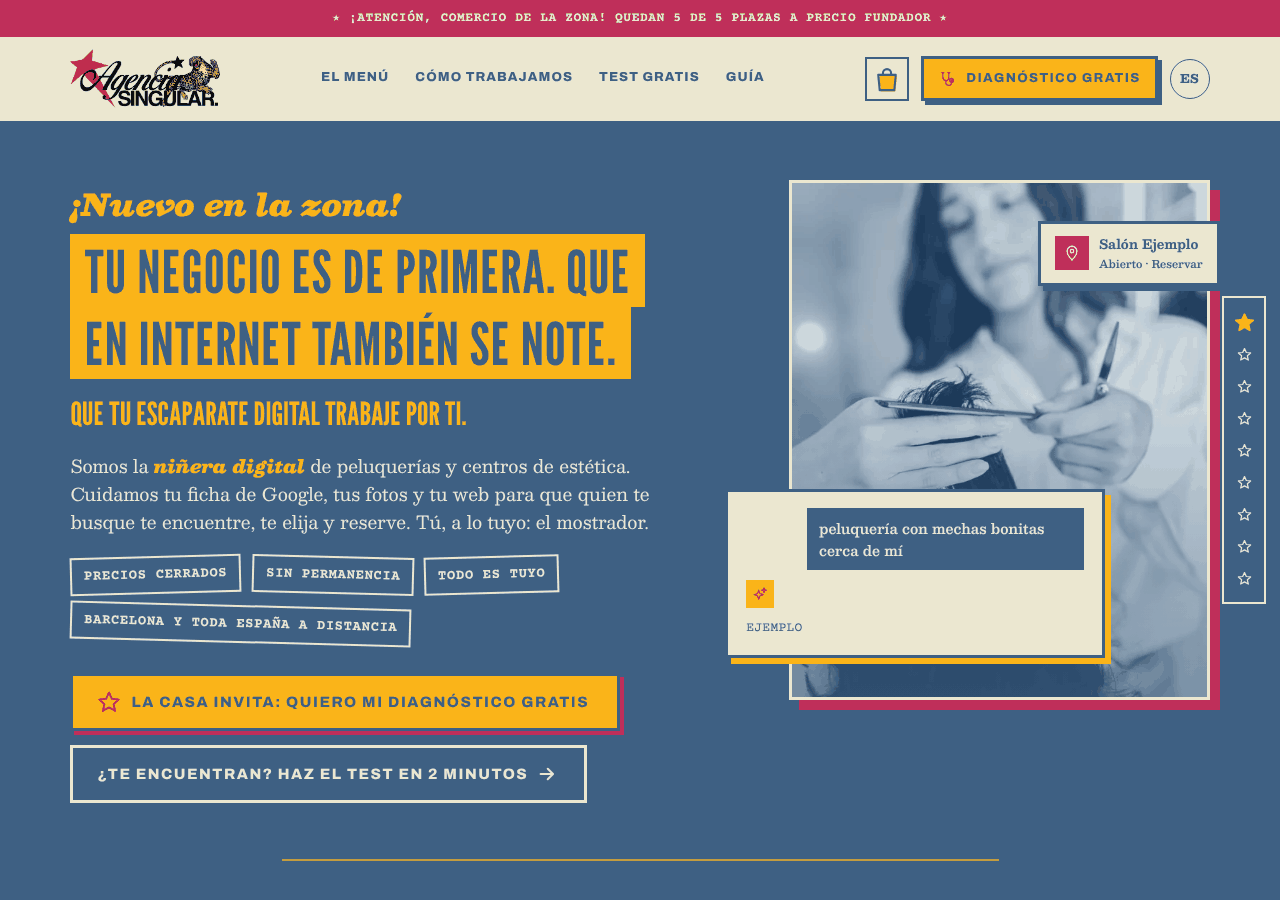 ★ ¡ATENCIÓN, COMERCIO DE LA ZONA! QUEDAN 5 DE 5 PLAZAS A PRECIO FUNDADOR ★
Agencia
SINGULAR.
EL MENÚ
CÓMO TRABAJAMOS
TEST GRATIS
GUÍA
DIAGNÓSTICO GRATIS
ES
¡Nuevo en la zona!
TU NEGOCIO ES DE PRIMERA. QUE
EN INTERNET TAMBIÉN SE NOTE.
QUE TU ESCAPARATE DIGITAL TRABAJE POR TI.
Somos la niñera digital de peluquerías y centros de estética.
Cuidamos tu ficha de Google, tus fotos y tu web para que quien te
busque te encuentre, te elija y reserve. Tú, a lo tuyo: el mostrador.
PRECIOS CERRADOS
SIN PERMANENCIA
TODO ES TUYO
BARCELONA Y TODA ESPAÑA A DISTANCIA
LA CASA INVITA: QUIERO MI DIAGNÓSTICO GRATIS
¿TE ENCUENTRAN? HAZ EL TEST EN 2 MINUTOS →
Salón Ejemplo
Abierto · Reservar
peluquería con mechas bonitas
cerca de mí
EJEMPLO